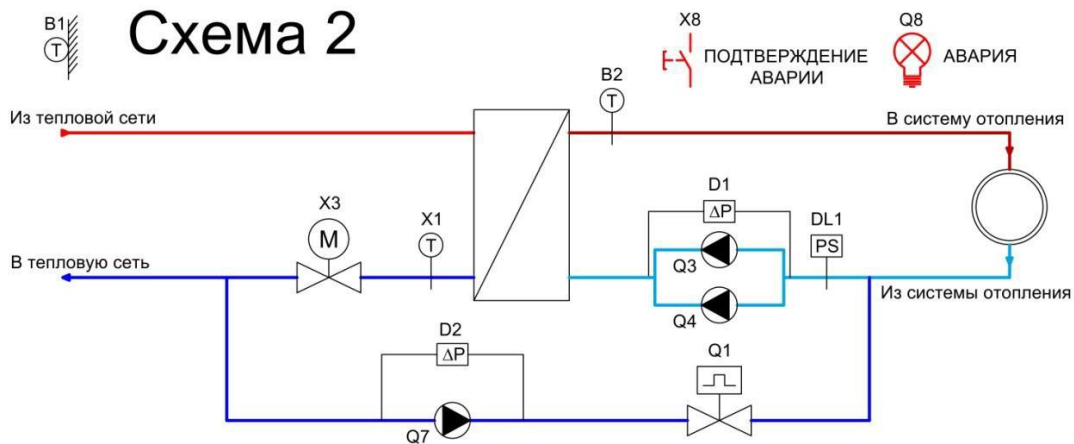 B1
T
Схема 2
X8
ПОДТВЕРЖДЕНИЕ
АВАРИИ
Q8
АВАРИЯ
B2
T
Из тепловой сети
В систему отопления
X3
M
X1
T
D1
ΔP
DL1
PS
В тепловую сеть
Q3
Из системы отопления
Q4
D2
ΔP
Q1
Q7